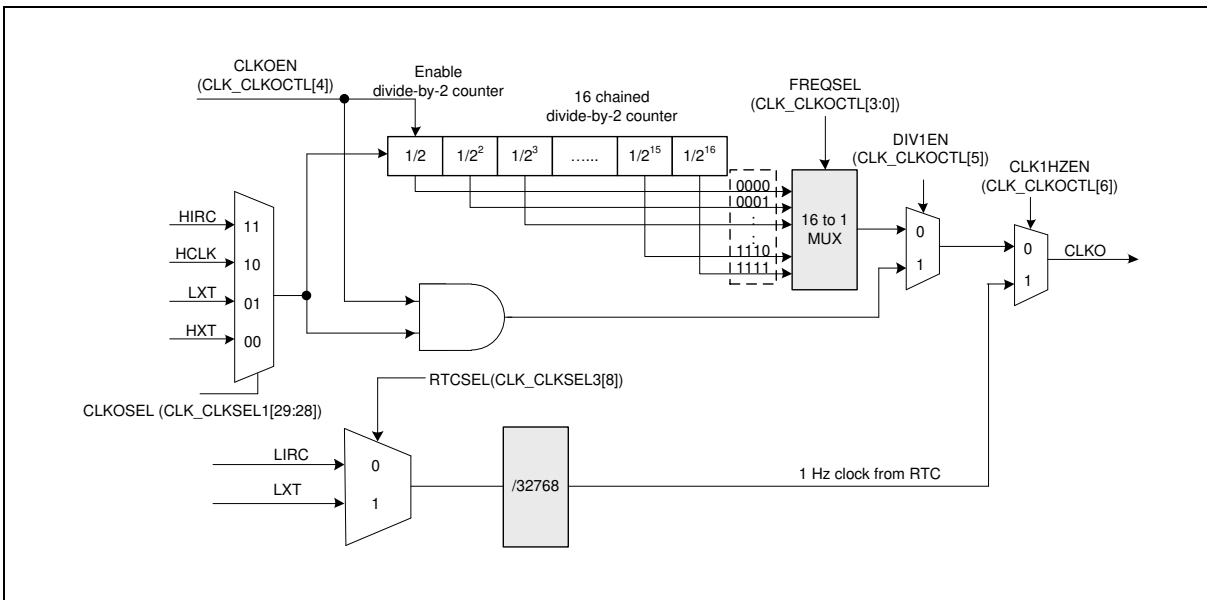 CLKOEN
(CLK_CLKOCTL[4])
Enable
divide-by-2 counter
16 chained
divide-by-2 counter
FREQSEL
(CLK_CLKOCTL[3:0])
DIV1EN
(CLK_CLKOCTL[5])
CLK1HZEN
(CLK_CLKOCTL[6])
1/2
1/2²
1/2³
…...
1/2¹⁵
1/2¹⁶
0000
0001
:
:
1110
1111
16 to 1
MUX
0
1
0
1
CLKO
HIRC
11
HCLK
10
LXT
01
HXT
00
CLKOSEL (CLK_CLKSEL1[29:28])
RTCSEL(CLK_CLKSEL3[8])
LIRC
0
LXT
1
/32768
1 Hz clock from RTC